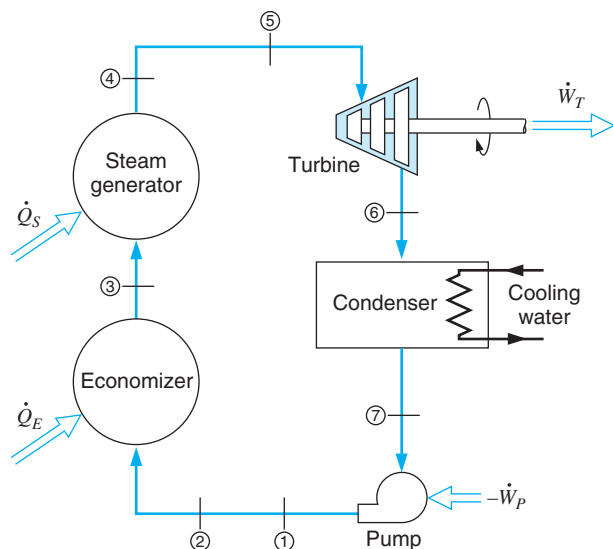 ⑤
④
Ẇ_T
Steam
generator
Turbine
Q̇_S
⑥
③
Condenser
Cooling
water
Economizer
Q̇_E
⑦
–Ẇ_P
②
①
Pump